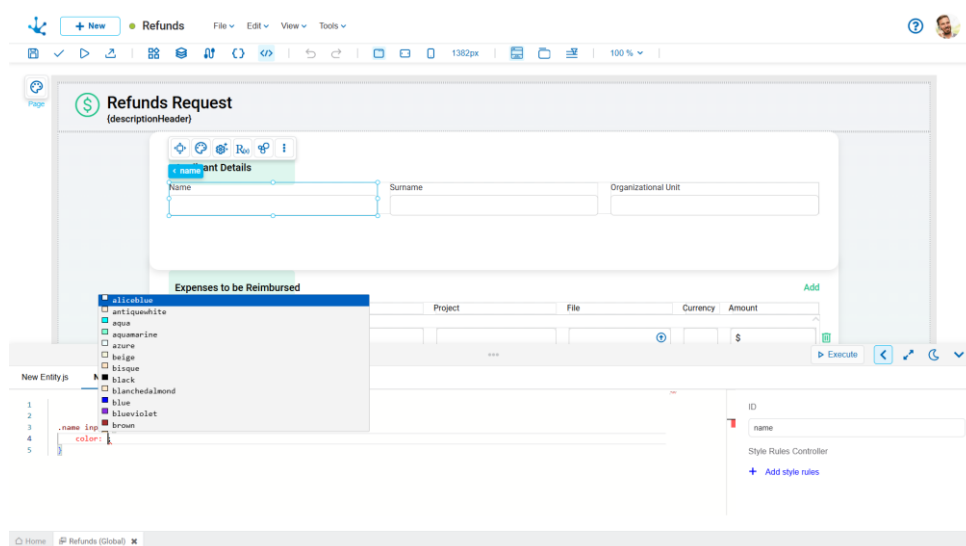 + New
Refunds
File
Edit
View
Tools
1382px
100 %
Page
Refunds Request
{descriptionHeader}
ant Details
< name
Name
Surname
Organizational Unit
Expenses to be Reimbursed
Add
Project
File
Currency
Amount
$
Execute
New Entity.js
N
aliceblue
antiquewhite
aqua
aquamarine
azure
beige
bisque
black
blanchedalmond
blue
blueviolet
brown
1
2
3 .name inp
4 color: ;
5 }
ID
name
Style Rules Controller
+ Add style rules
Home
Refunds (Global)